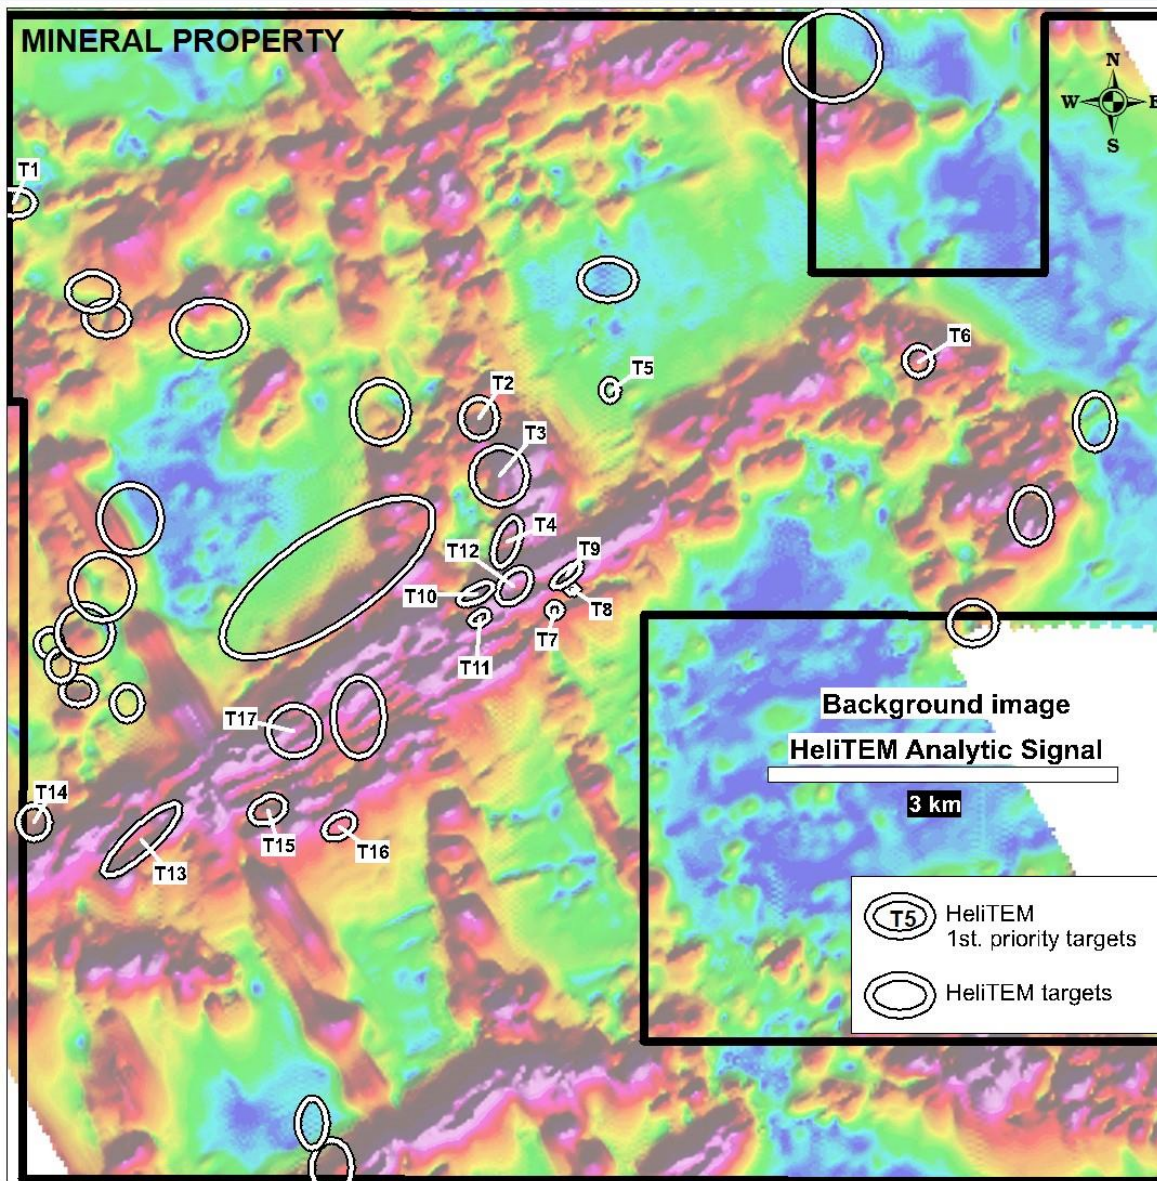 MINERAL PROPERTY
N
W E
S
T1
T6
T5
T2
T3
T4
T12
T9
T10
T8
T7
T11
Background image
T17
HeliTEM Analytic Signal
T14
3 km
T15
T16
T13
T5
HeliTEM
1st. priority targets
HeliTEM targets